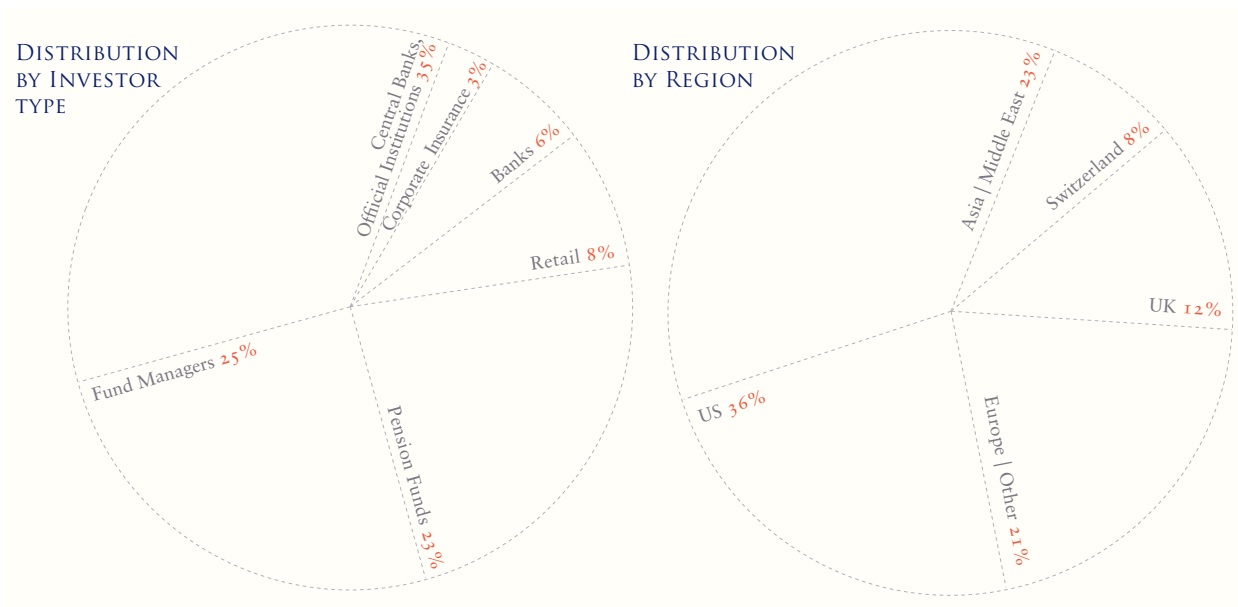 DISTRIBUTION
BY INVESTOR
TYPE
Central Banks,
Official Institutions 35%
Corporate Insurance 3%
Banks 6%
Retail 8%
Pension Funds 23%
Fund Managers 25%
DISTRIBUTION
BY REGION
Asia | Middle East 23%
Switzerland 8%
UK 12%
Europe | Other 21%
US 36%